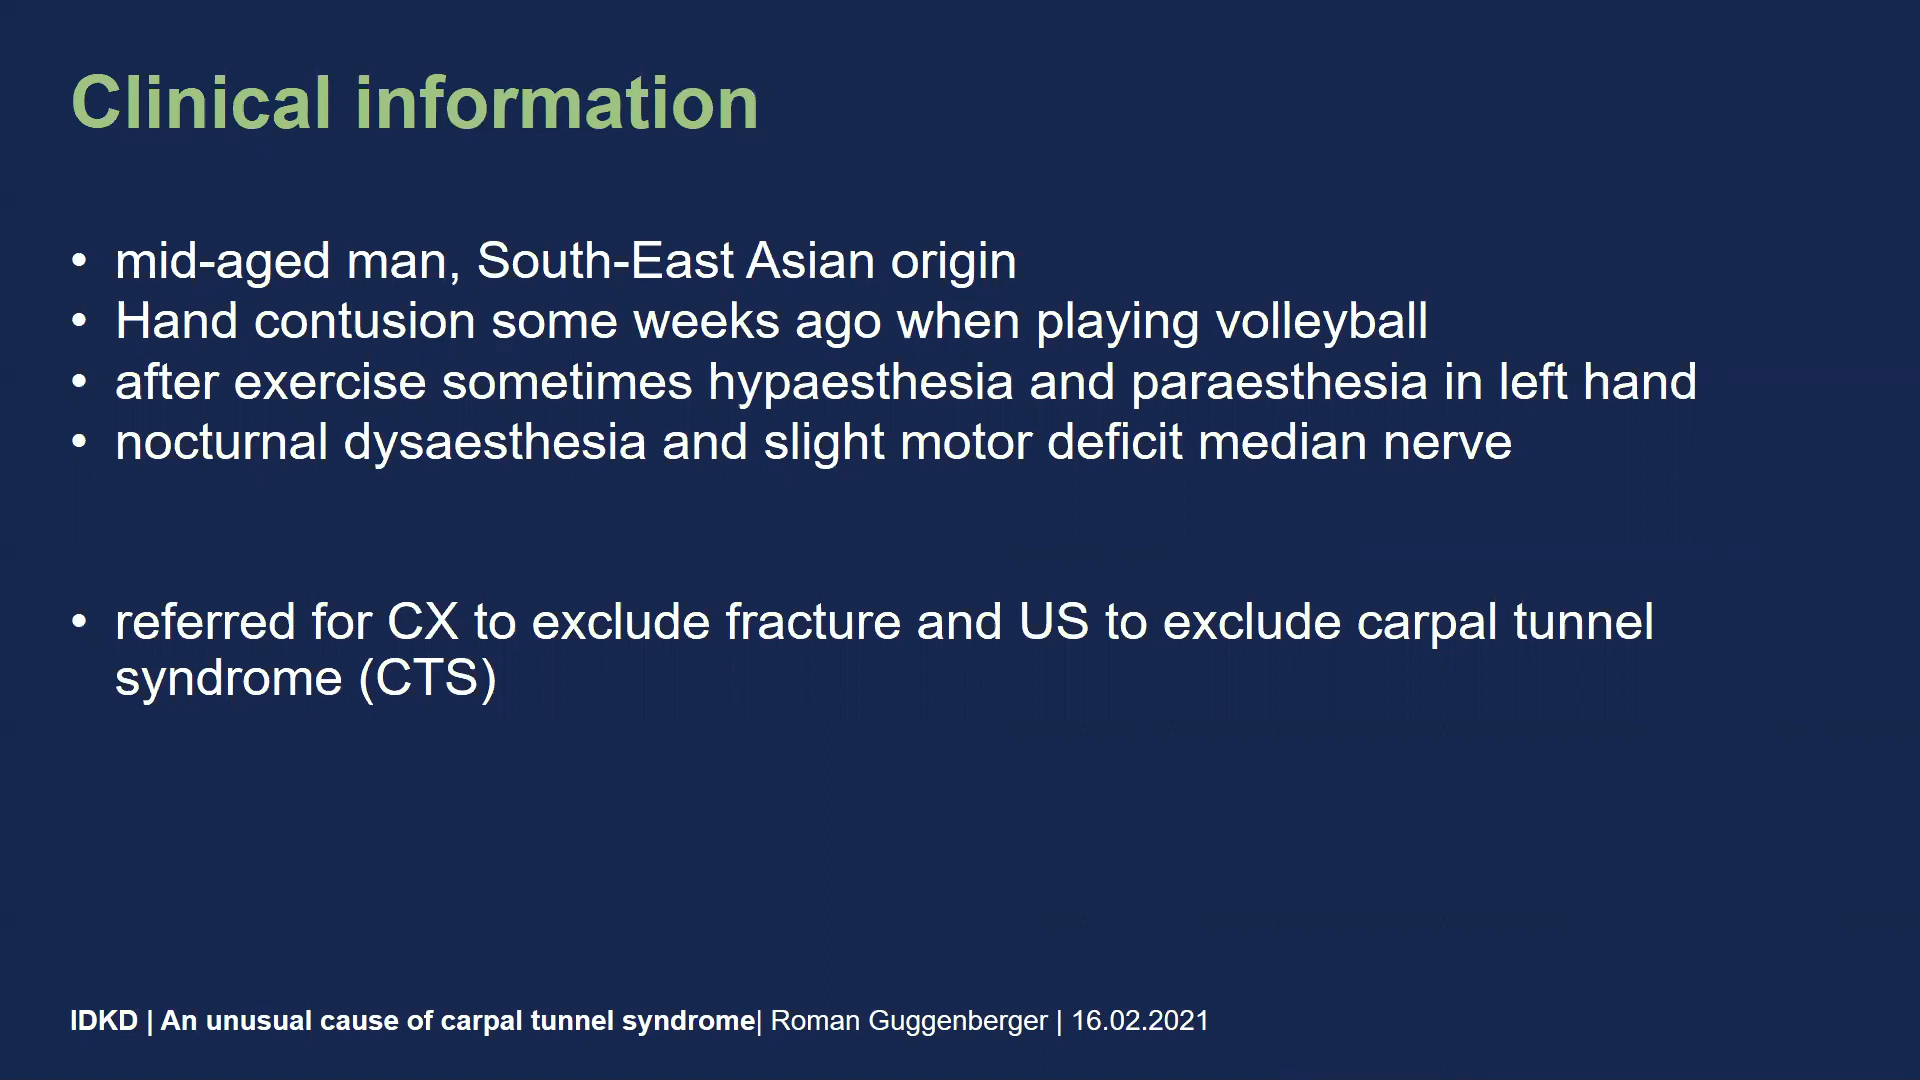 Clinical information
• mid-aged man, South-East Asian origin
• Hand contusion some weeks ago when playing volleyball
• after exercise sometimes hypaesthesia and paraesthesia in left hand
• nocturnal dysaesthesia and slight motor deficit median nerve
• referred for CX to exclude fracture and US to exclude carpal tunnel
syndrome (CTS)
IDKD | An unusual cause of carpal tunnel syndrome| Roman Guggenberger | 16.02.2021